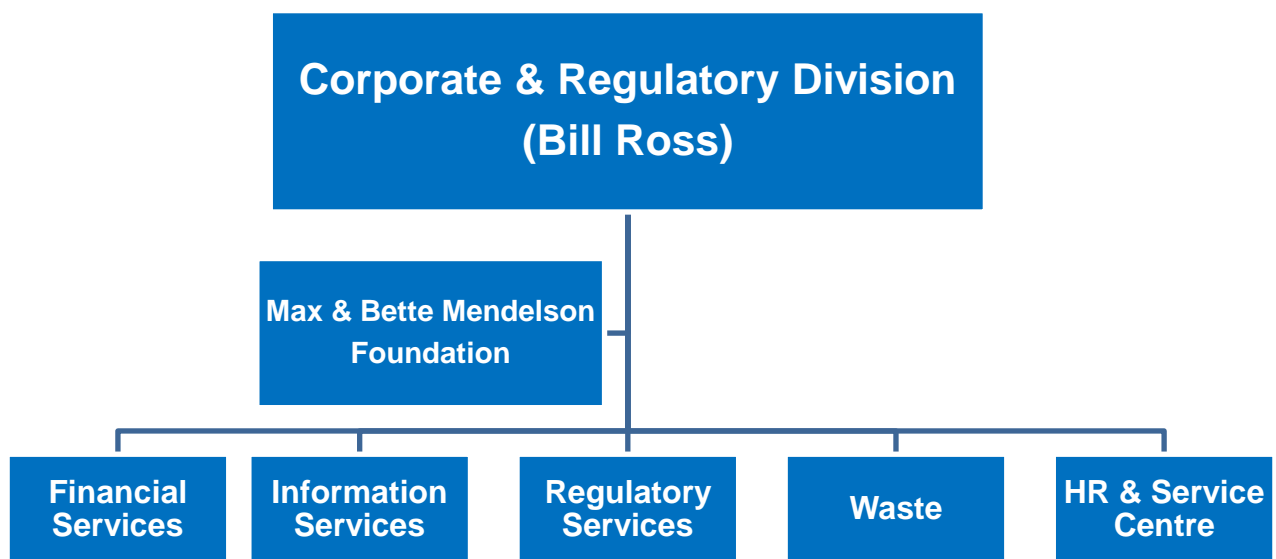 Corporate & Regulatory Division
(Bill Ross)
Max & Bette Mendelson
Foundation
Financial
Services
Information
Services
Regulatory
Services
Waste
HR & Service
Centre